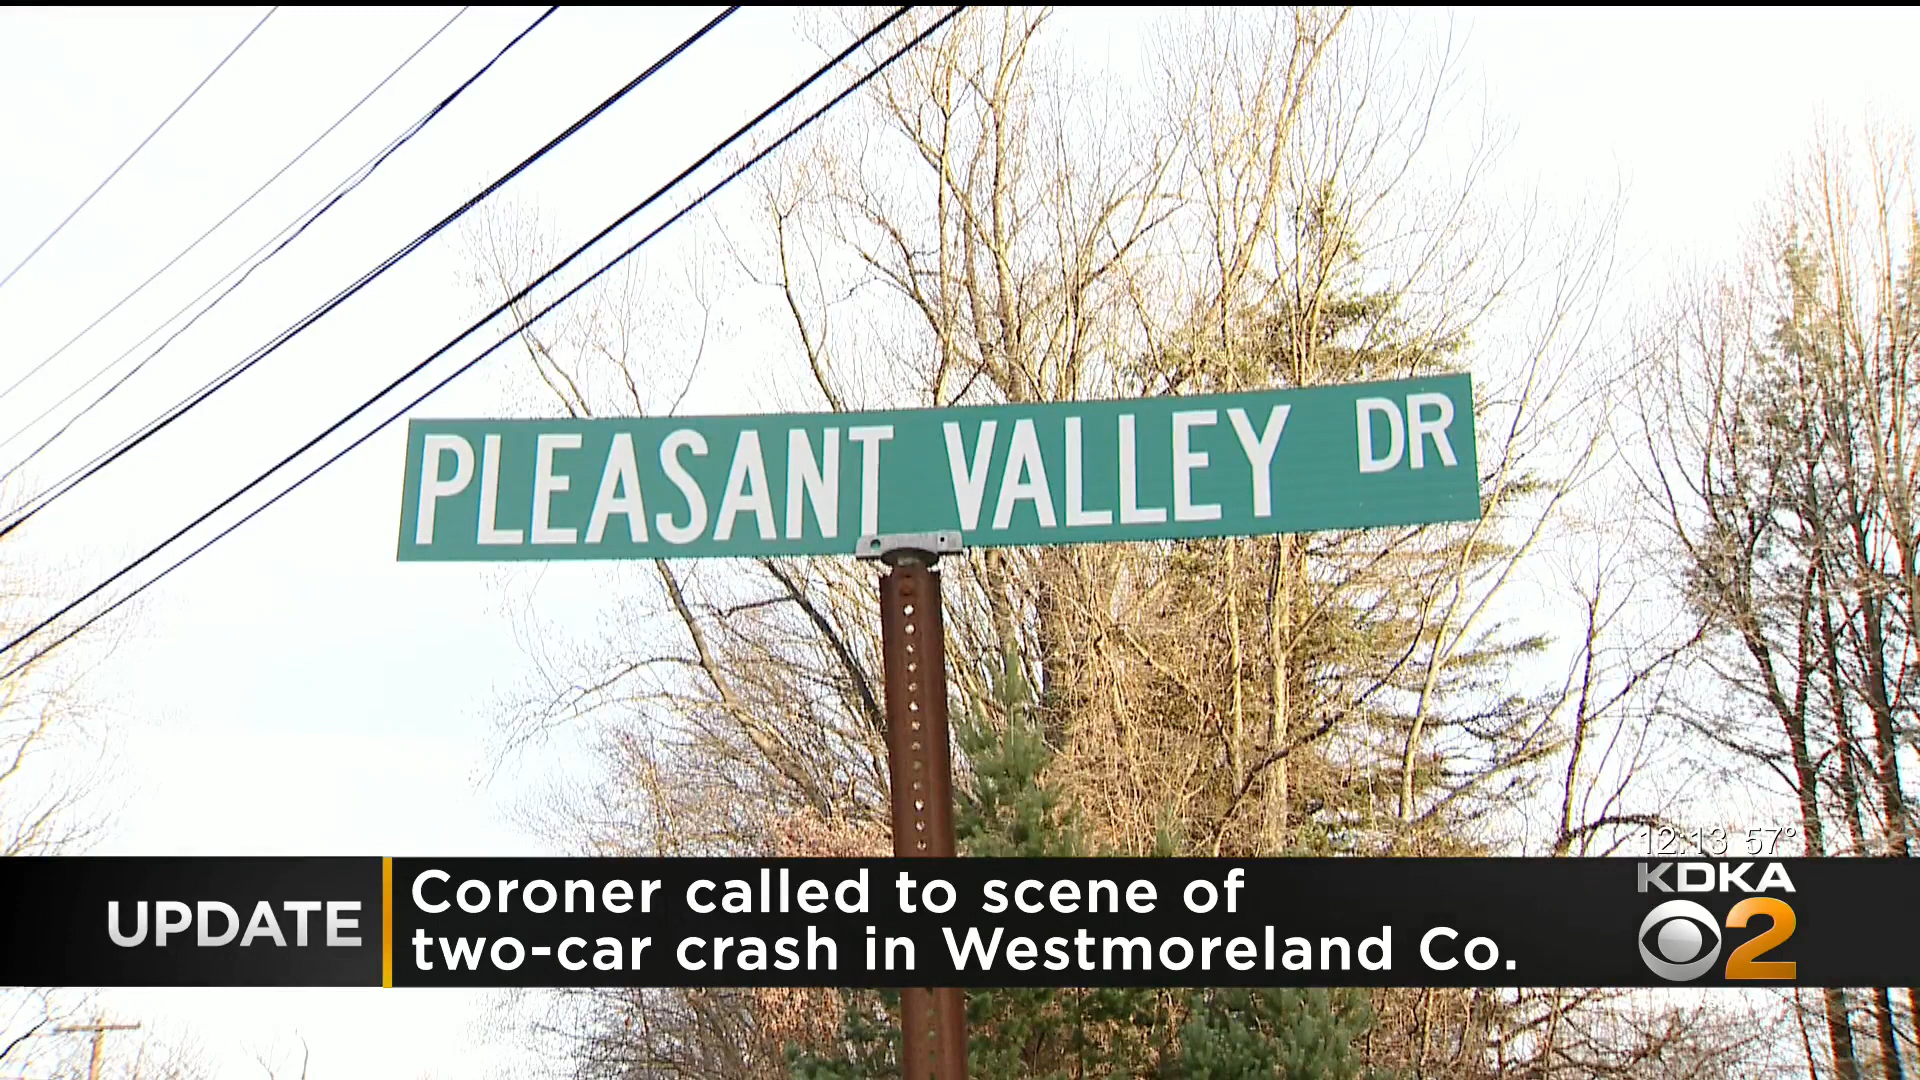 PLEASANT VALLEY DR
12:13 57°
UPDATE
Coroner called to scene of
two-car crash in Westmoreland Co.
KDKA
2